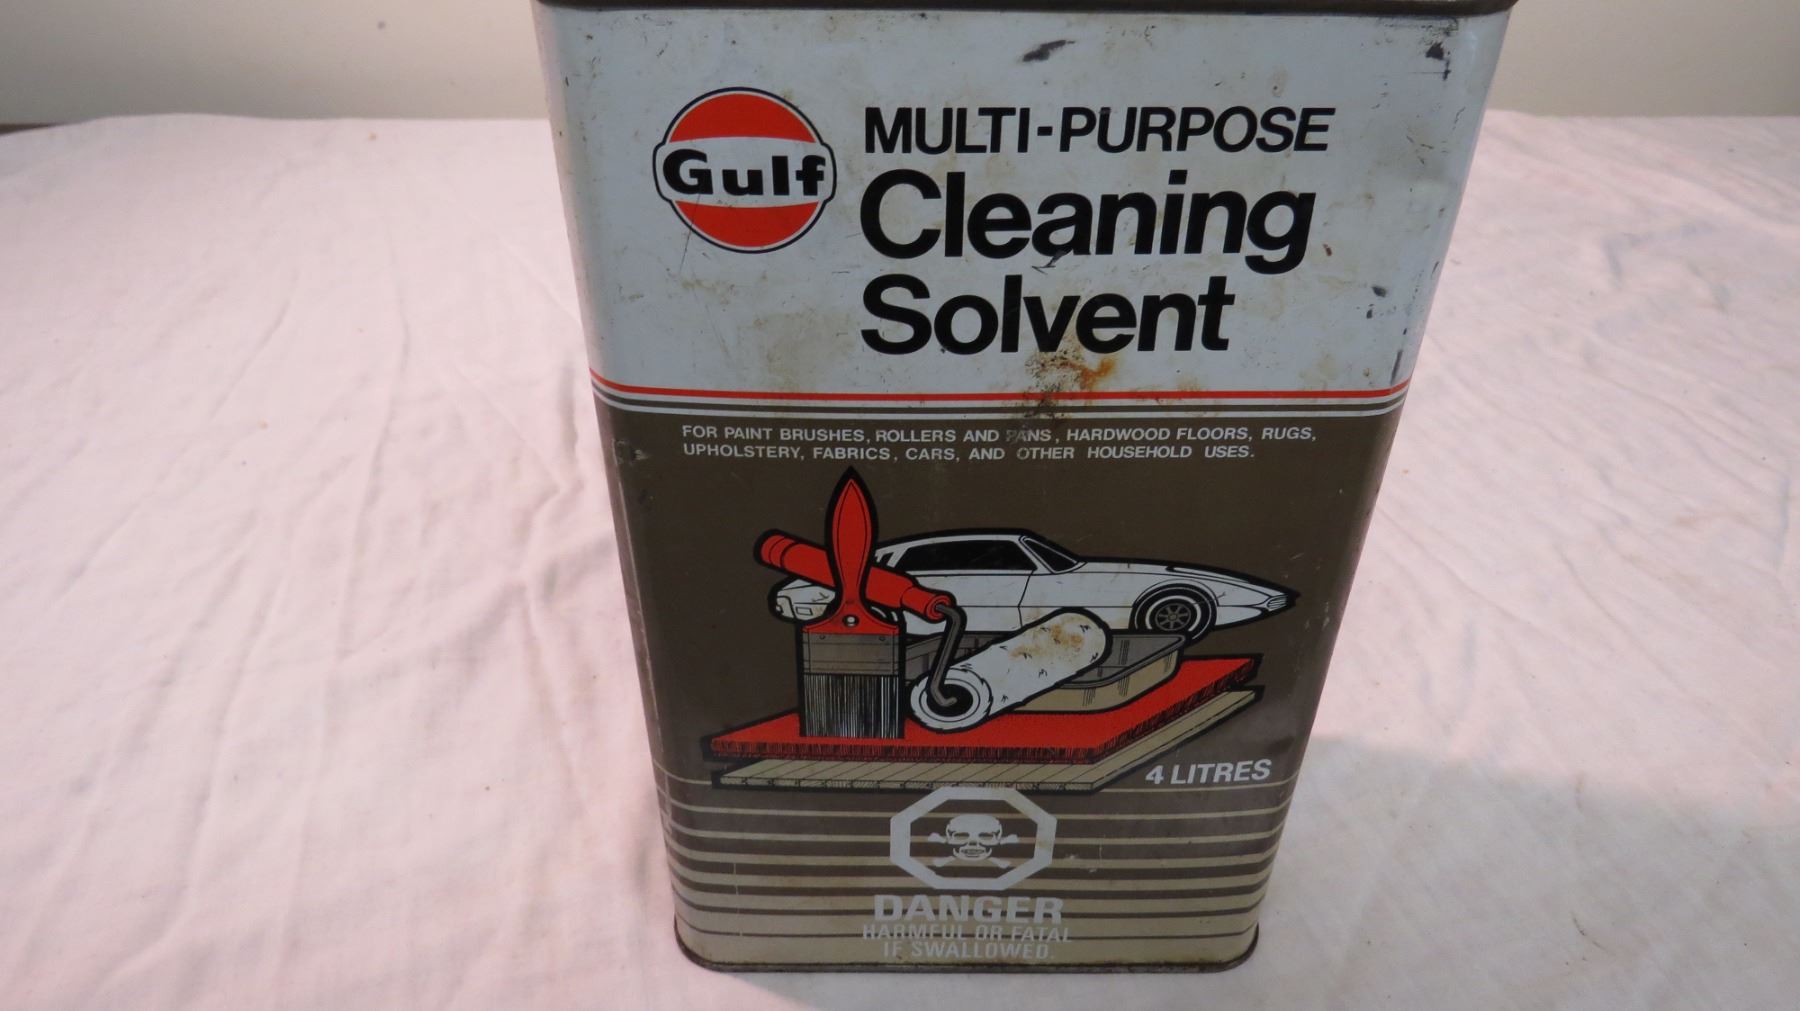 Gulf
MULTI-PURPOSE
Cleaning
Solvent
FOR PAINT BRUSHES, ROLLERS AND PANS, HARDWOOD FLOORS, RUGS,
UPHOLSTERY, FABRICS, CARS, AND OTHER HOUSEHOLD USES.
4 LITRES
DANGER
HARMFUL OR FATAL
IF SWALLOWED.